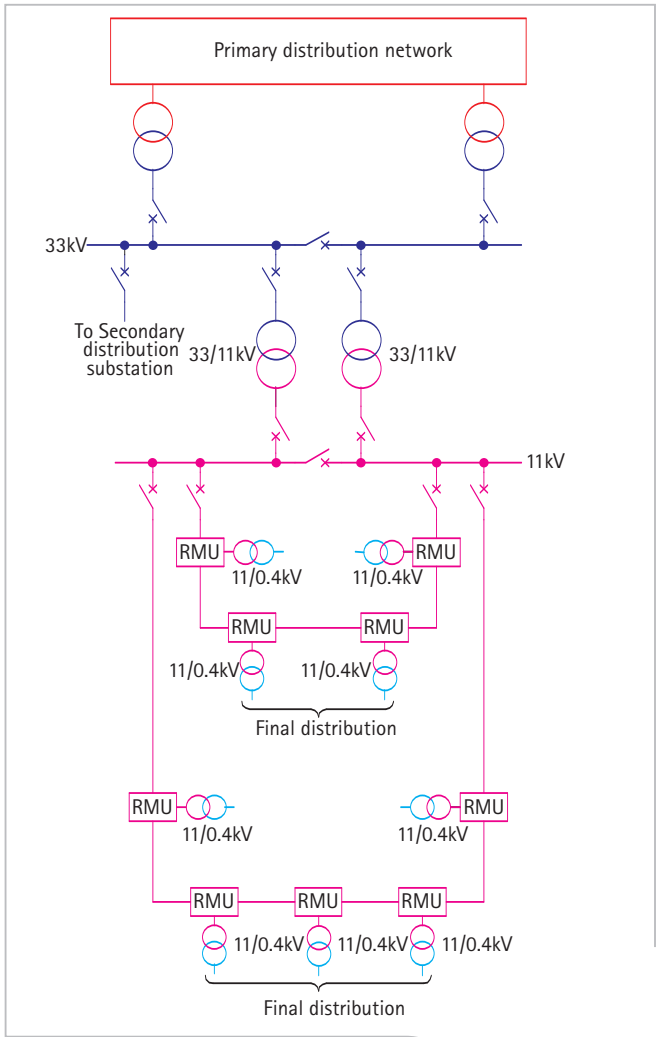 Primary distribution network
33kV
To Secondary
distribution
substation
33/11kV
33/11kV
11kV
RMU
RMU
11/0.4kV
11/0.4kV
RMU
RMU
11/0.4kV
11/0.4kV
Final distribution
RMU
RMU
11/0.4kV
11/0.4kV
RMU
RMU
RMU
11/0.4kV
11/0.4kV
11/0.4kV
Final distribution